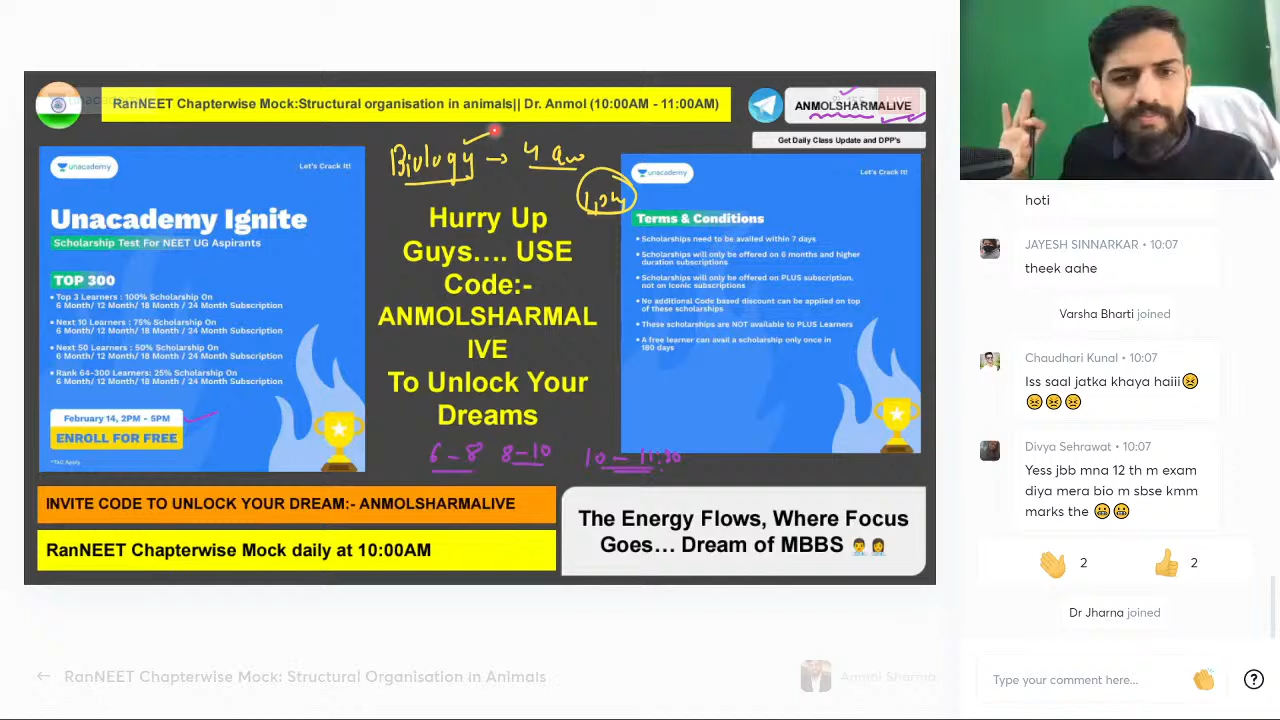 RanNEET Chapterwise Mock:Structural organisation in animals|| Dr. Anmol (10:00AM - 11:00AM)
ANMOLSHARMALIVE
Get Daily Class Update and DPP's
unacademy
Let's Crack It!
Unacademy Ignite
Scholarship Test For NEET UG Aspirants
TOP 300
• Top 3 Learners : 100% Scholarship On
6 Month/ 12 Month/ 18 Month / 24 Month Subscription
• Next 10 Learners : 75% Scholarship On
6 Month/ 12 Month/ 18 Month / 24 Month Subscription
• Next 50 Learners : 50% Scholarship On
6 Month/ 12 Month/ 18 Month / 24 Month Subscription
• Rank 64-300 Learners: 25% Scholarship On
6 Month/ 12 Month/ 18 Month / 24 Month Subscription
February 14, 2PM - 5PM
ENROLL FOR FREE
*T&C Apply
Biology → 4
Hurry Up
Guys…. USE
Code:-
ANMOLSHARMAL
IVE
To Unlock Your
Dreams
6 - 8 8 - 10 10 - 11:30
unacademy
Let's Crack It!
Terms & Conditions
• Scholarships need to be availed within 7 days
• Scholarships will only be offered on 6 months and higher
duration subscriptions
• Scholarships will only be offered on PLUS subscription,
not on Iconic subscriptions
• No additional Code based discount can be applied on top
of these scholarships
• These scholarships are NOT available to PLUS Learners
• A free learner can avail a scholarship only once in
180 days
INVITE CODE TO UNLOCK YOUR DREAM:- ANMOLSHARMALIVE
RanNEET Chapterwise Mock daily at 10:00AM
The Energy Flows, Where Focus
Goes… Dream of MBBS 👨‍⚕️👩‍⚕️
hoti
JAYESH SINNARKAR • 10:07
theek aahe
Varsha Bharti joined
Chaudhari Kunal • 10:07
Iss saal jatka khaya haiii😣
😣😣😣
Divya Sehrawat • 10:07
Yess jbb mna 12 th m exam
diya mera bio m sbse kmm
marks the 😬😬
👏 2 👍 2
Dr Jharna joined
Type your comment here...
← RanNEET Chapterwise Mock: Structural Organisation in Animals
Anmol Sharma